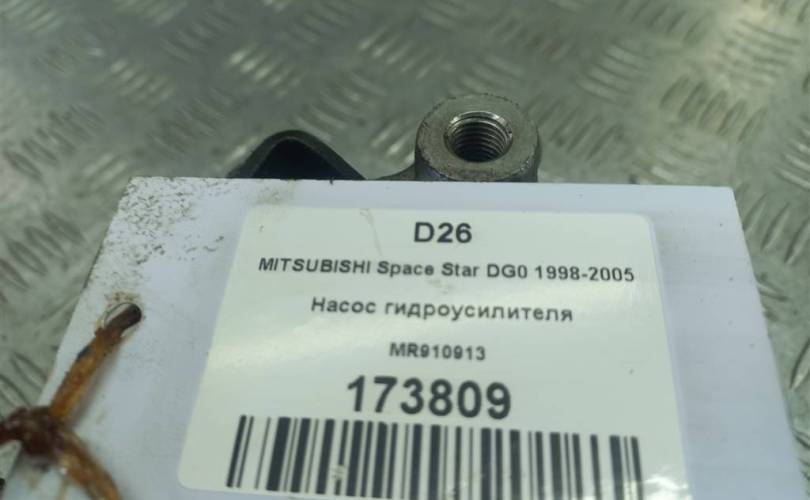 D26
MITSUBISHI Space Star DG0 1998-2005
Насос гидроусилителя
MR910913
173809